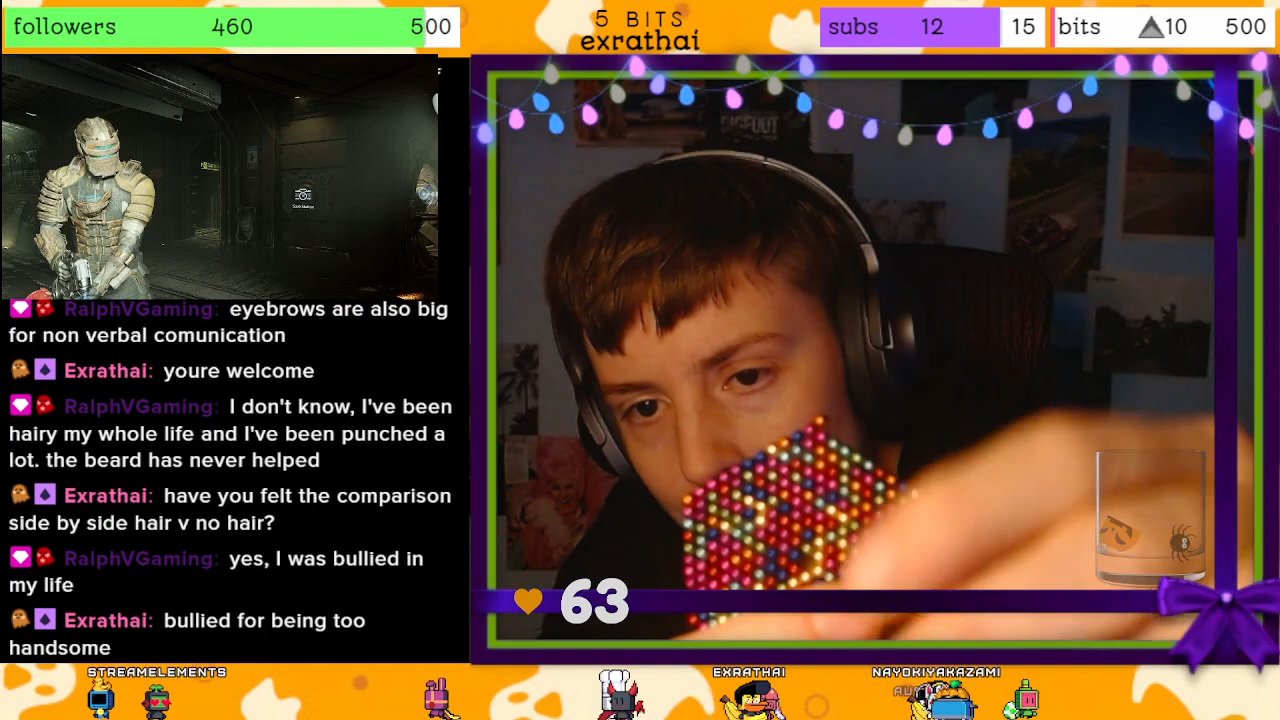 followers 460 500
5 BITS
exrathai
subs 12 15
bits 10 500
BIGFOOT
RalphVGaming: eyebrows are also big
for non verbal comunication
Exrathai: youre welcome
RalphVGaming: I don't know, I've been
hairy my whole life and I've been punched a
lot. the beard has never helped
Exrathai: have you felt the comparison
side by side hair v no hair?
RalphVGaming: yes, I was bullied in
my life
Exrathai: bullied for being too
handsome
63
STREAMELEMENTS
EXRATHAI
NAYOKIYAKAZAMI